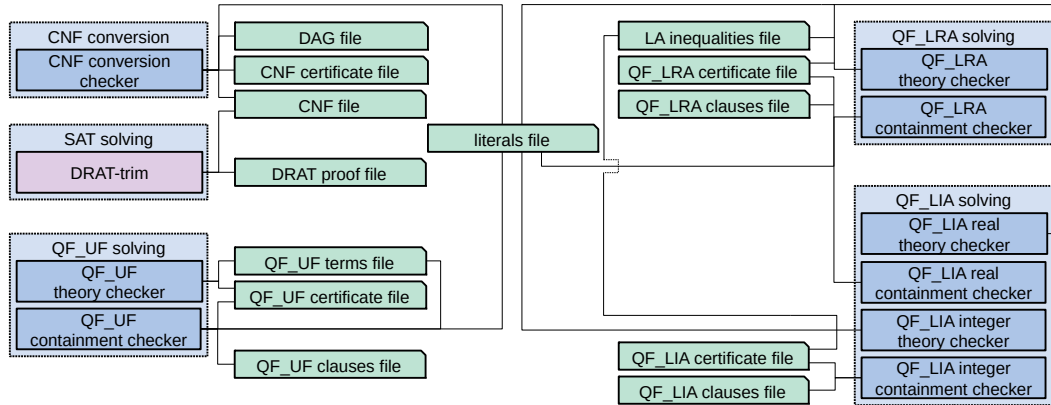 CNF conversion
CNF conversion
checker
SAT solving
DRAT-trim
QF_UF solving
QF_UF
theory checker
QF_UF
containment checker
DAG file
CNF certificate file
CNF file
DRAT proof file
QF_UF terms file
QF_UF certificate file
QF_UF clauses file
literals file
LA inequalities file
QF_LRA certificate file
QF_LRA clauses file
QF_LIA certificate file
QF_LIA clauses file
QF_LRA solving
QF_LRA
theory checker
QF_LRA
containment checker
QF_LIA solving
QF_LIA real
theory checker
QF_LIA real
containment checker
QF_LIA integer
theory checker
QF_LIA integer
containment checker